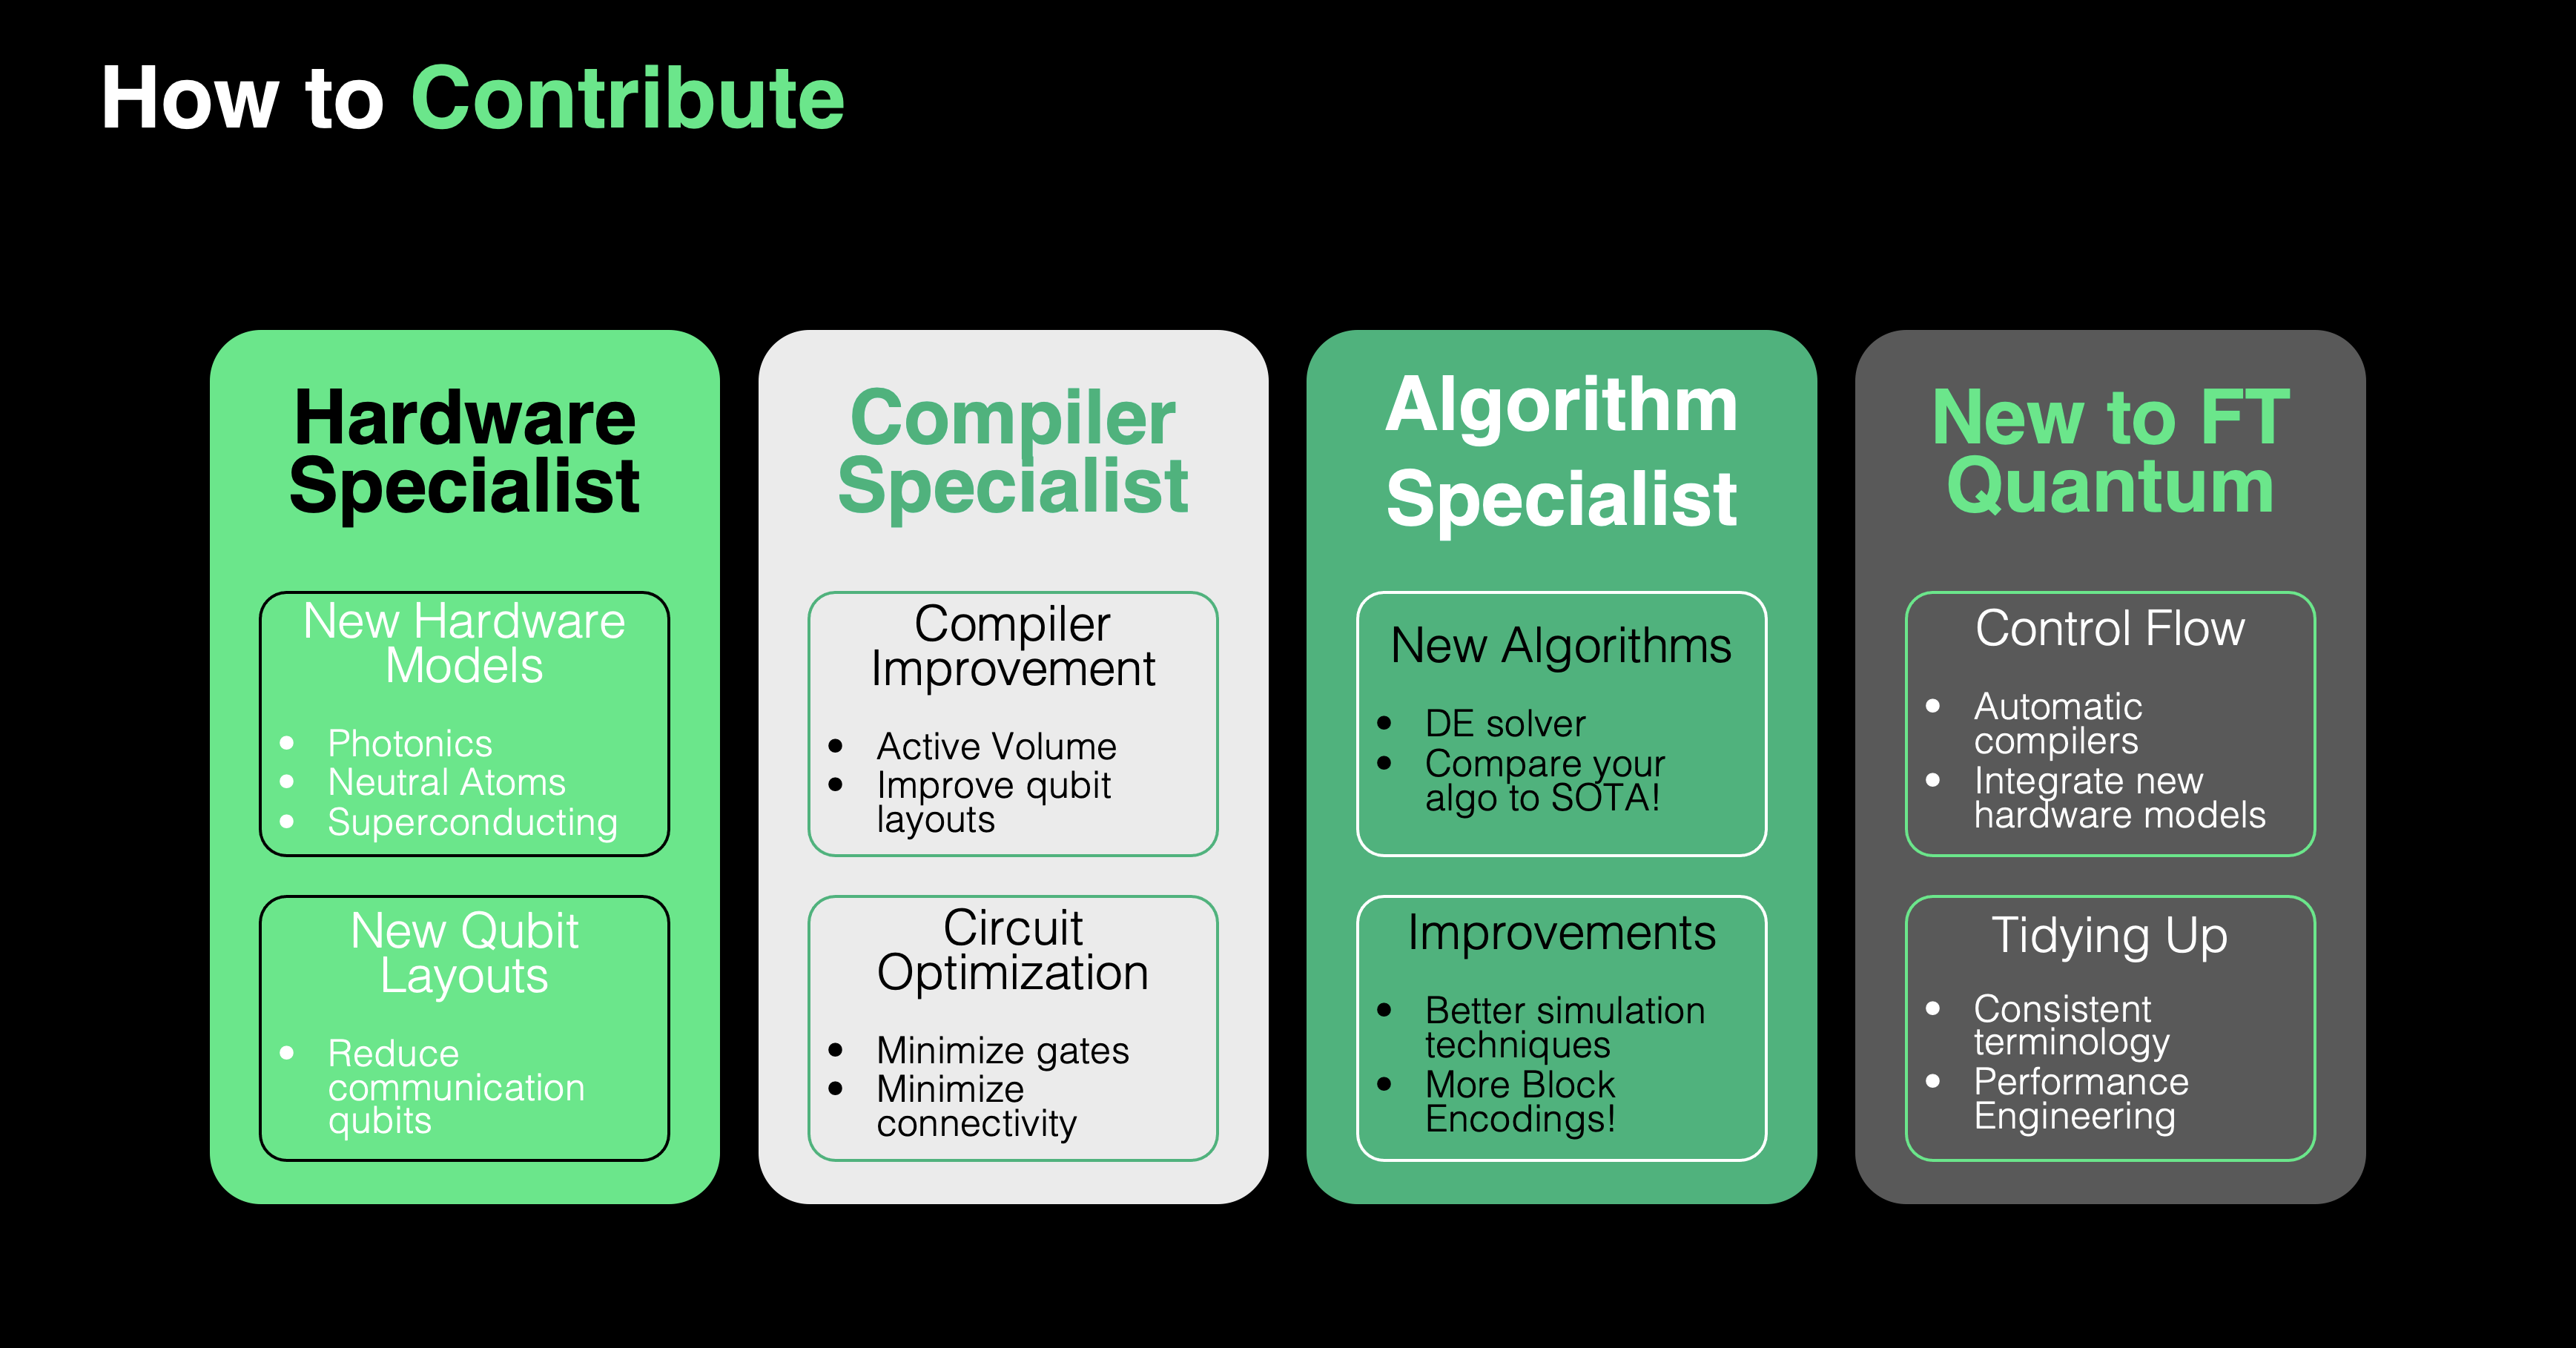 How to Contribute
Hardware
Specialist
New Hardware
Models
• Photonics
• Neutral Atoms
• Superconducting
New Qubit
Layouts
• Reduce
communication
qubits
Compiler
Specialist
Compiler
Improvement
• Active Volume
• Improve qubit
layouts
Circuit
Optimization
• Minimize gates
• Minimize
connectivity
Algorithm
Specialist
New Algorithms
• DE solver
• Compare your
algo to SOTA!
Improvements
• Better simulation
techniques
• More Block
Encodings!
New to FT
Quantum
Control Flow
• Automatic
compilers
• Integrate new
hardware models
Tidying Up
• Consistent
terminology
• Performance
Engineering